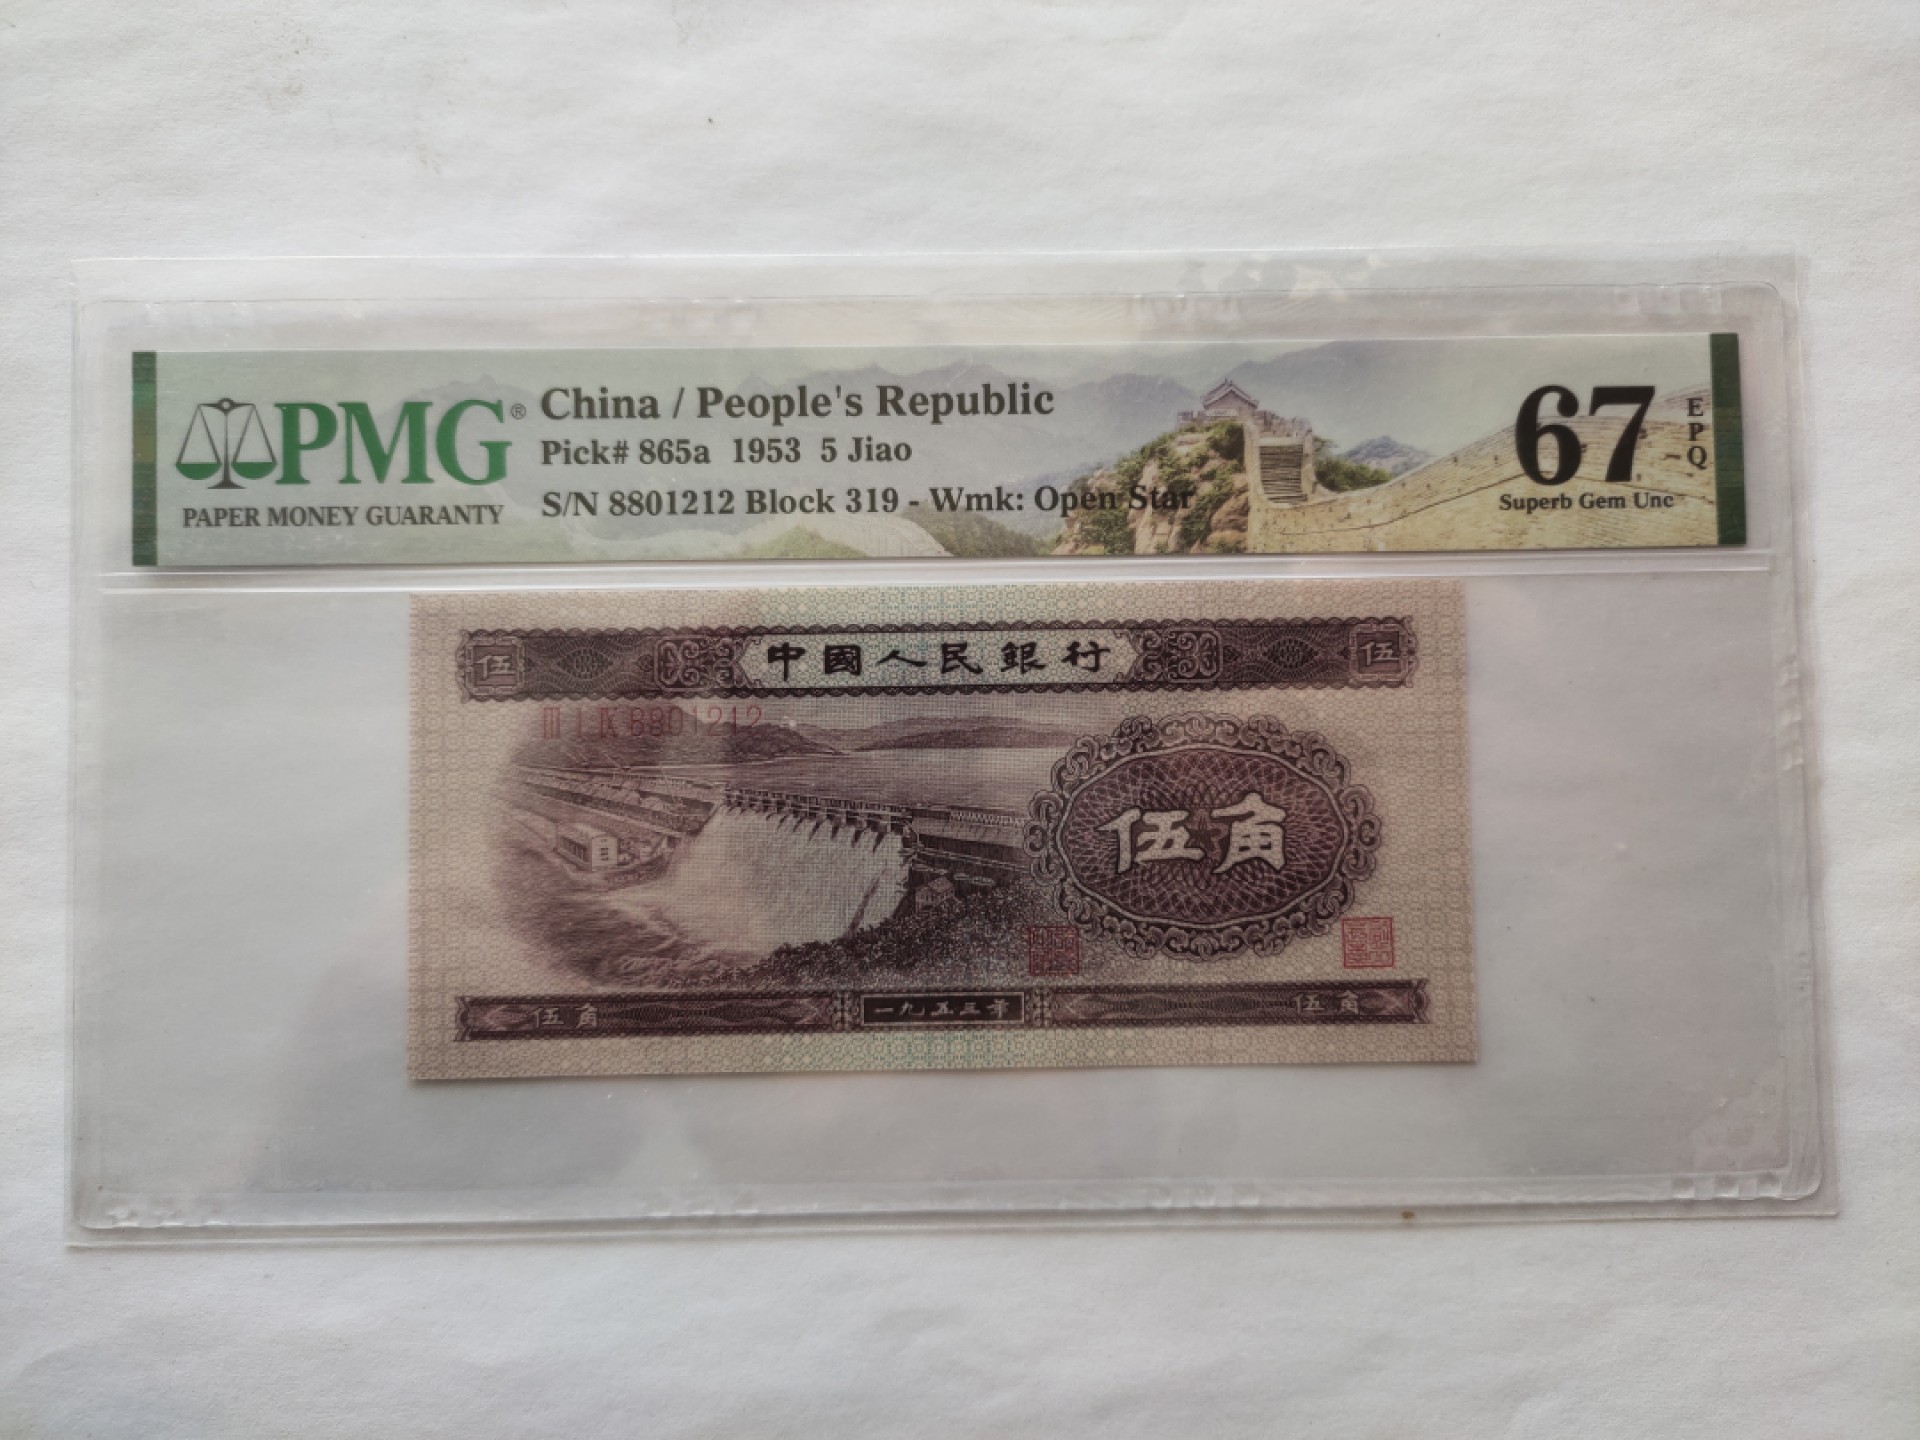 PMG®
PAPER MONEY GUARANTY
China / People's Republic
Pick# 865a 1953 5 Jiao
S/N 8801212 Block 319 - Wmk: Open Star
67
EPQ
Superb Gem Unc
伍 中國人民銀行 伍
III I IX 8801212
伍角
伍角 一九五三年 伍角